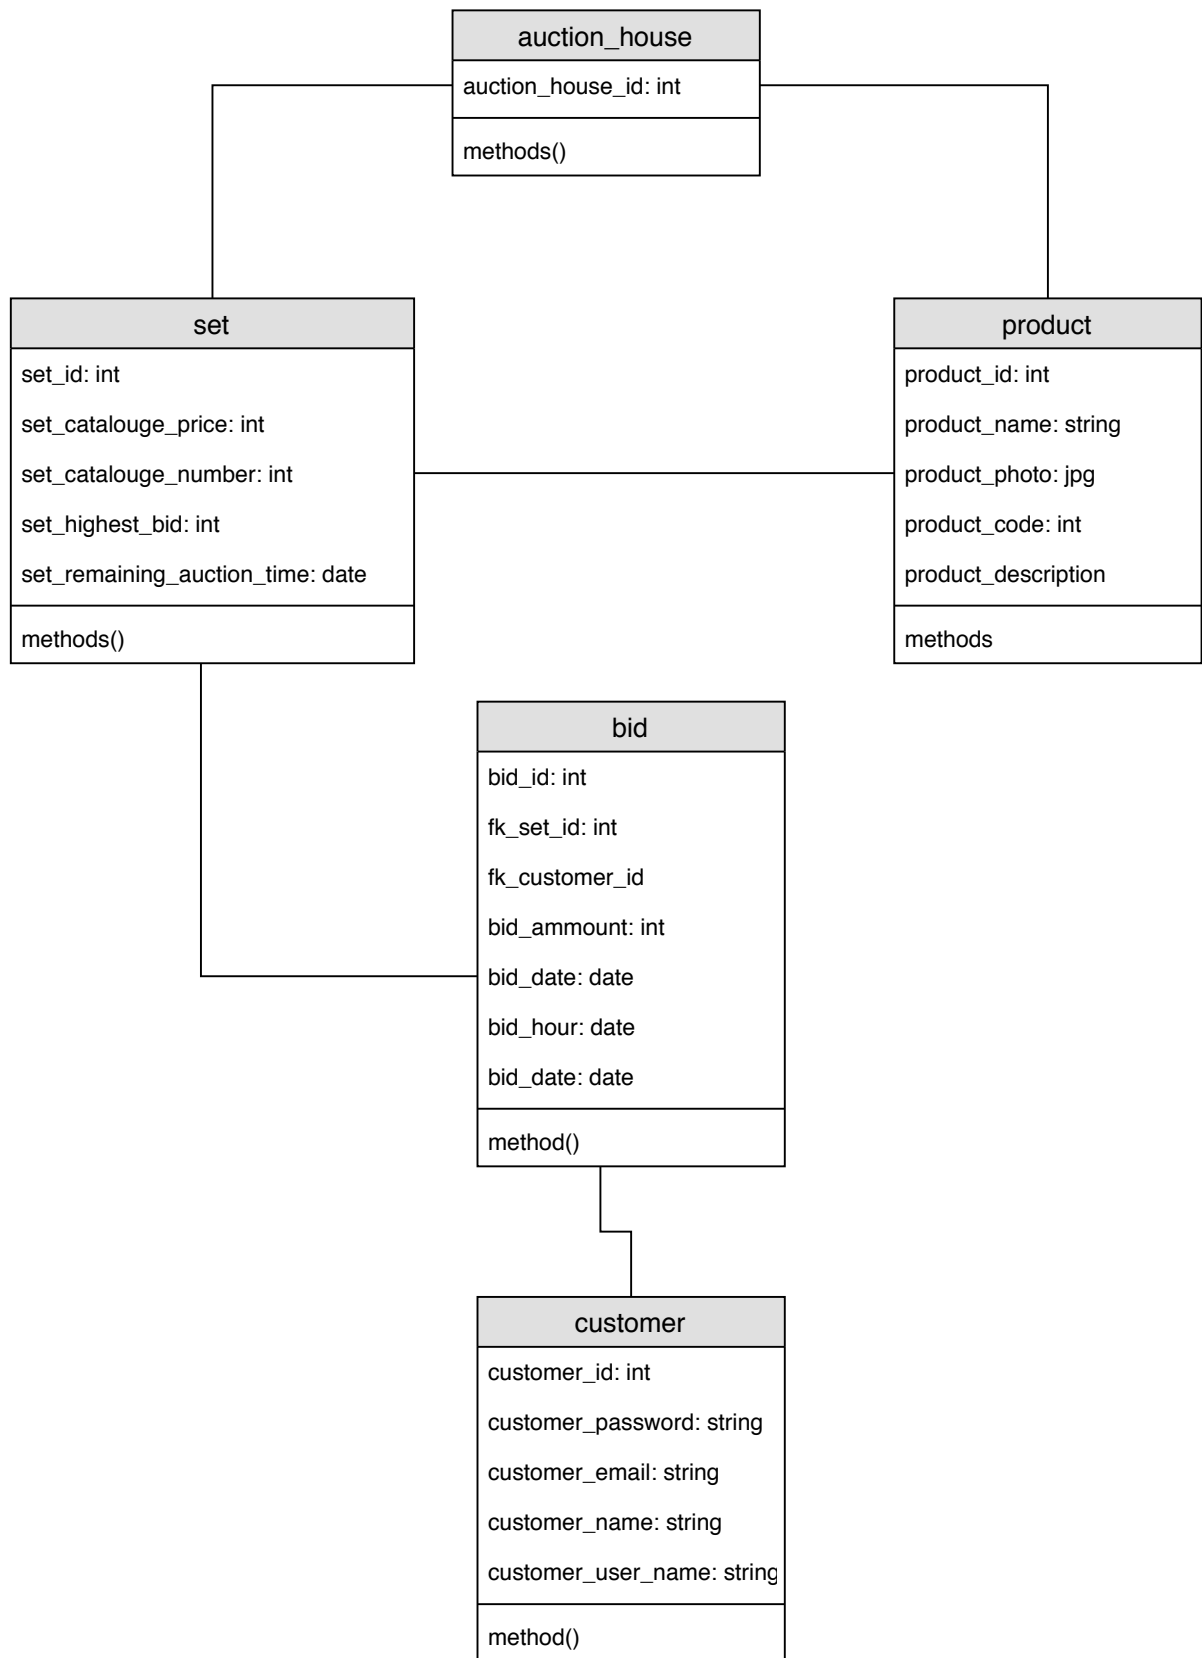 auction_house
auction_house_id: int
methods()
set
set_id: int
set_catalouge_price: int
set_catalouge_number: int
set_highest_bid: int
set_remaining_auction_time: date
methods()
product
product_id: int
product_name: string
product_photo: jpg
product_code: int
product_description
methods
bid
bid_id: int
fk_set_id: int
fk_customer_id
bid_ammount: int
bid_date: date
bid_hour: date
bid_date: date
method()
customer
customer_id: int
customer_password: string
customer_email: string
customer_name: string
customer_user_name: string
method()